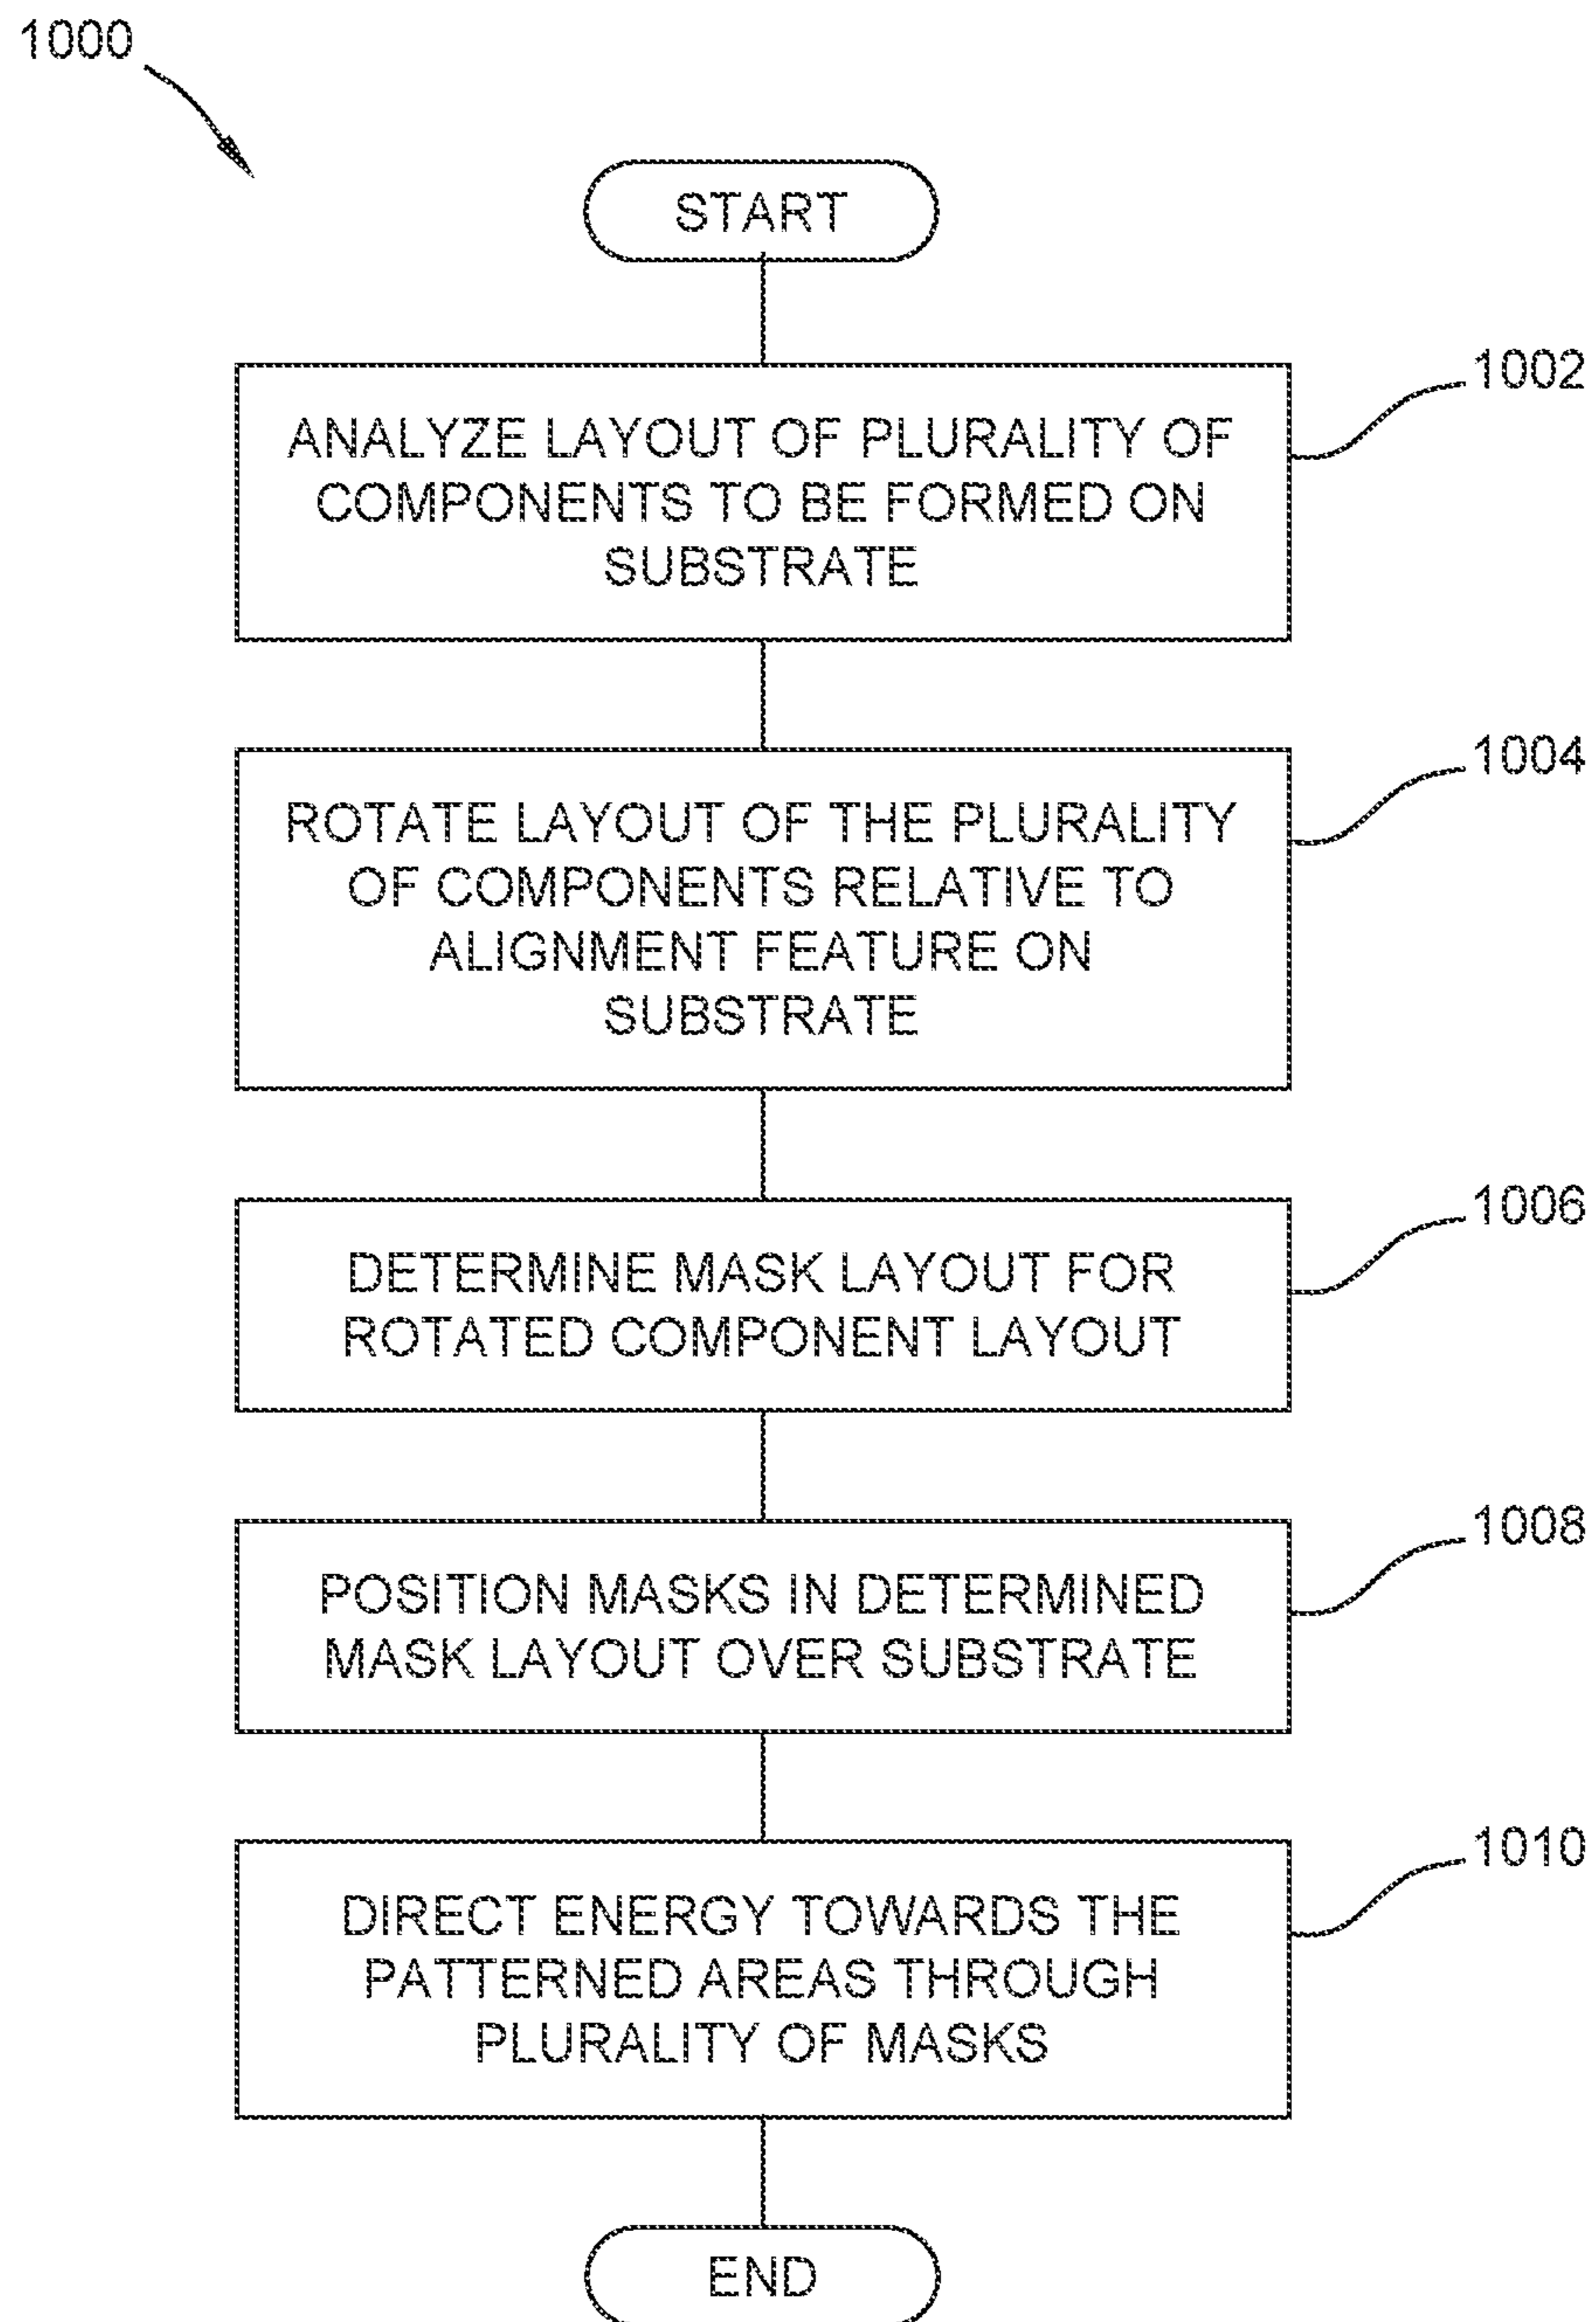 1000
START
1002
ANALYZE LAYOUT OF PLURALITY OF
COMPONENTS TO BE FORMED ON
SUBSTRATE
1004
ROTATE LAYOUT OF THE PLURALITY
OF COMPONENTS RELATIVE TO
ALIGNMENT FEATURE ON
SUBSTRATE
1006
DETERMINE MASK LAYOUT FOR
ROTATED COMPONENT LAYOUT
1008
POSITION MASKS IN DETERMINED
MASK LAYOUT OVER SUBSTRATE
1010
DIRECT ENERGY TOWARDS THE
PATTERNED AREAS THROUGH
PLURALITY OF MASKS
END